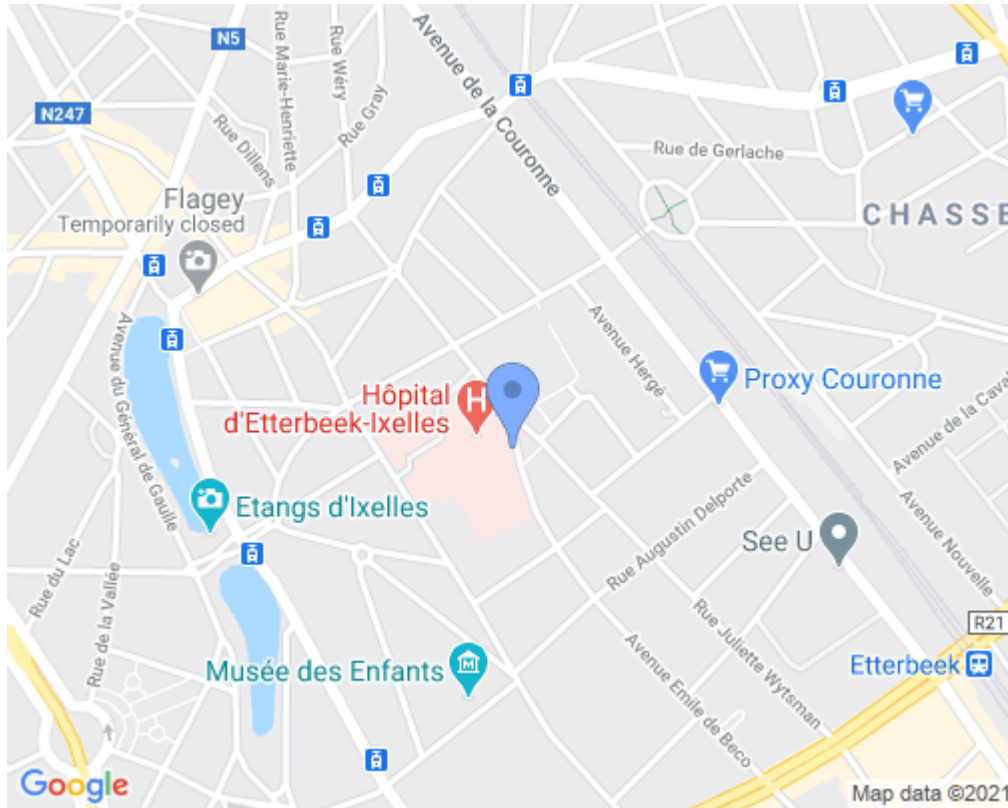 N5
N247
Rue Marie-Henriette
Rue Wéry
Rue Gray
Rue Dillens
Avenue de la Couronne
Rue de Gerlache
Flagey
Temporarily closed
CHASSE
Avenue du Général de Gaulle
Avenue Hergé
Hôpital
d'Etterbeek-Ixelles
H
Proxy Couronne
Avenue de la Caval
Etangs d'Ixelles
Rue Augustin Delporte
See U
Avenue Nouvelle
Rue du Lac
Rue de la Vallée
R21
Musée des Enfants
M
Etterbeek
Rue Juliette Wytsman
Avenue Emile de Beco
Google
Map data ©2021